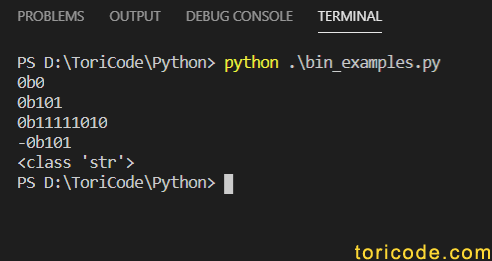 PROBLEMS OUTPUT DEBUG CONSOLE TERMINAL
PS D:\ToriCode\Python> python .\bin_examples.py
0b0
0b101
0b11111010
-0b101
<class 'str'>
PS D:\ToriCode\Python>
toricode.com